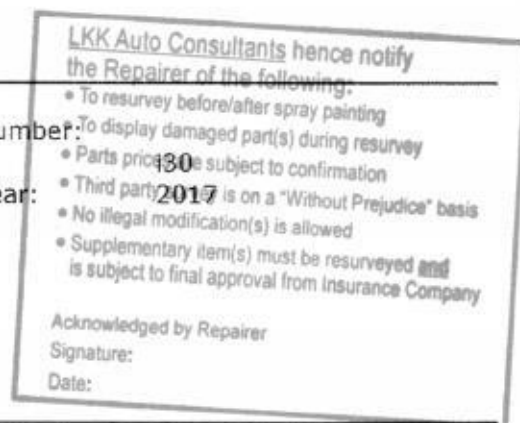 LKK Auto Consultants hence notify
the Repairer of the following:
• To resurvey before/after spray painting
umber:
• To display damaged part(s) during resurvey
• Parts price subject to confirmation
i30
ear:
• Third party is on a "Without Prejudice" basis
2017
• No illegal modification(s) is allowed
• Supplementary item(s) must be resurveyed and
is subject to final approval from Insurance Company
Acknowledged by Repairer
Signature:
Date: